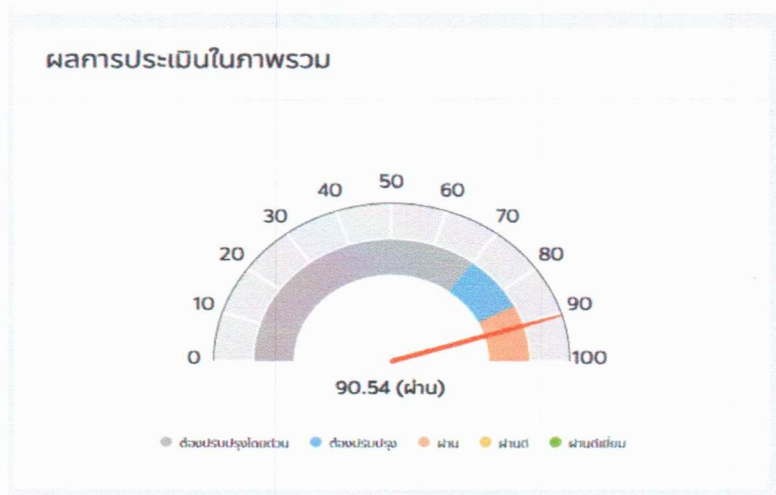 ผลการประเมินในภาพรวม
50
40 60
30 70
20 80
10 90
0 100
90.54 (ผ่าน)
ต้องปรับปรุงโดยด่วน ต้องปรับปรุง ผ่าน ผ่านดี ผ่านดีเยี่ยม